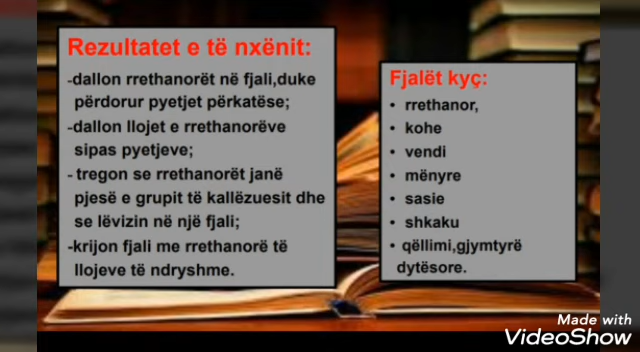 Rezultatet e të nxënit:
-dallon rrethanorët në fjali,duke
përdorur pyetjet përkatëse;
-dallon llojet e rrethanorëve
sipas pyetjeve;
- tregon se rrethanorët janë
pjesë e grupit të kallëzuesit dhe
se lëvizin në një fjali;
-krijon fjali me rrethanorë të
llojeve të ndryshme.
Fjalët kyç:
• rrethanor,
• kohe
• vendi
• mënyre
• sasie
• shkaku
• qëllimi,gjymtyrë
dytësore.
Made with
VideoShow